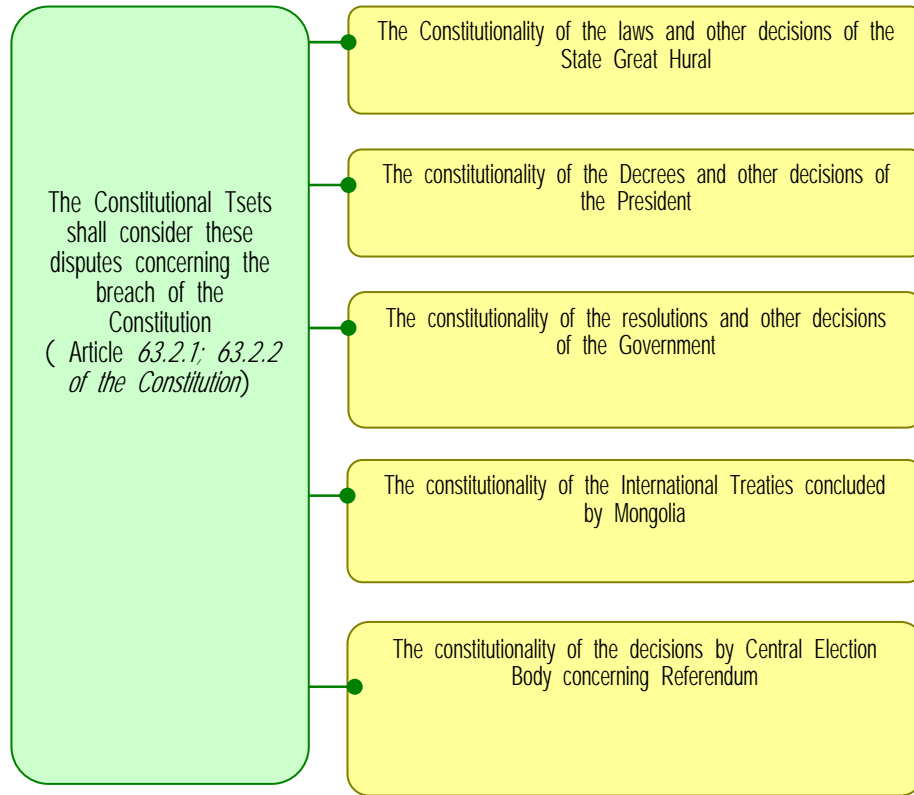 The Constitutional Tsets
shall consider these
disputes concerning the
breach of the
Constitution
( Article 63.2.1; 63.2.2
of the Constitution)
The Constitutionality of the laws and other decisions of the
State Great Hural
The constitutionality of the Decrees and other decisions of
the President
The constitutionality of the resolutions and other decisions
of the Government
The constitutionality of the International Treaties concluded
by Mongolia
The constitutionality of the decisions by Central Election
Body concerning Referendum